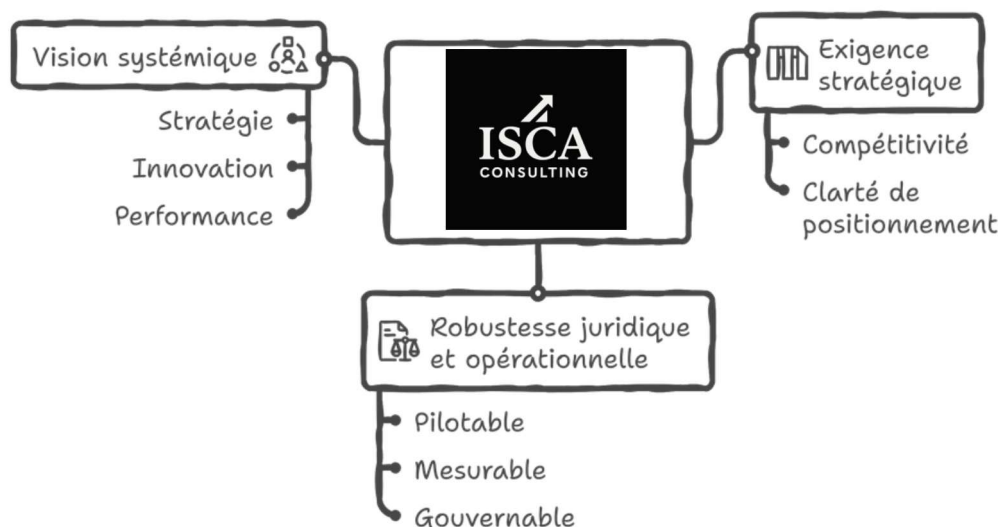 Vision systémique
Stratégie
Innovation
Performance
ISCA
CONSULTING
Exigence
stratégique
Compétitivité
Clarté de
positionnement
Robustesse juridique
et opérationnelle
Pilotable
Mesurable
Gouvernable